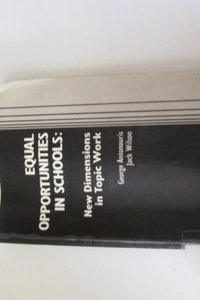 EQUAL
OPPORTUNITIES
IN SCHOOLS:
New Dimensions
in Topic Work
George Antonouris
Jack Wilson